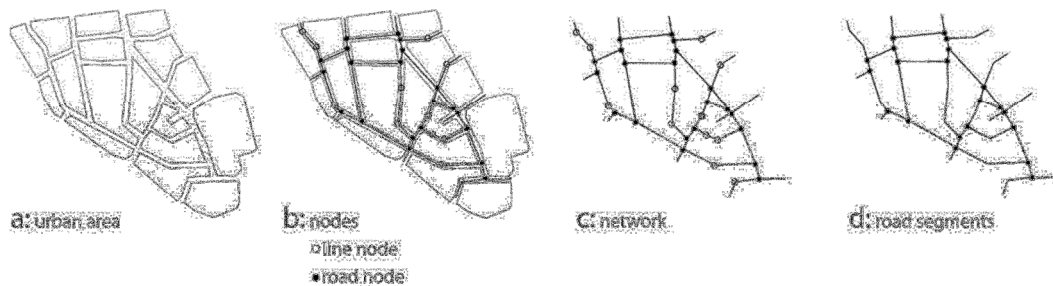 a: urban area
b: nodes
line node
road node
c: network
d: road segments